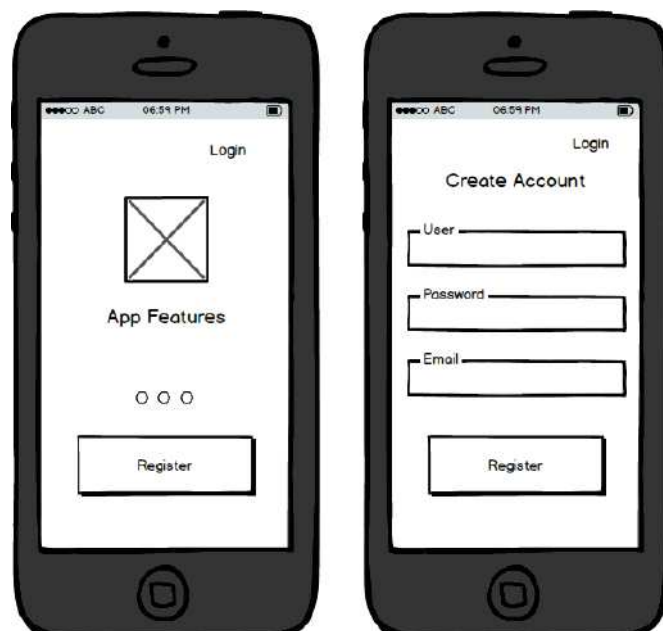 ABC 06:59 PM
Login
App Features
Register
ABC 06:59 PM
Login
Create Account
User
Password
Email
Register